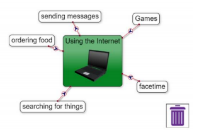 sending messages
Games
ordering food
Using the Internet
facetime
searching for things